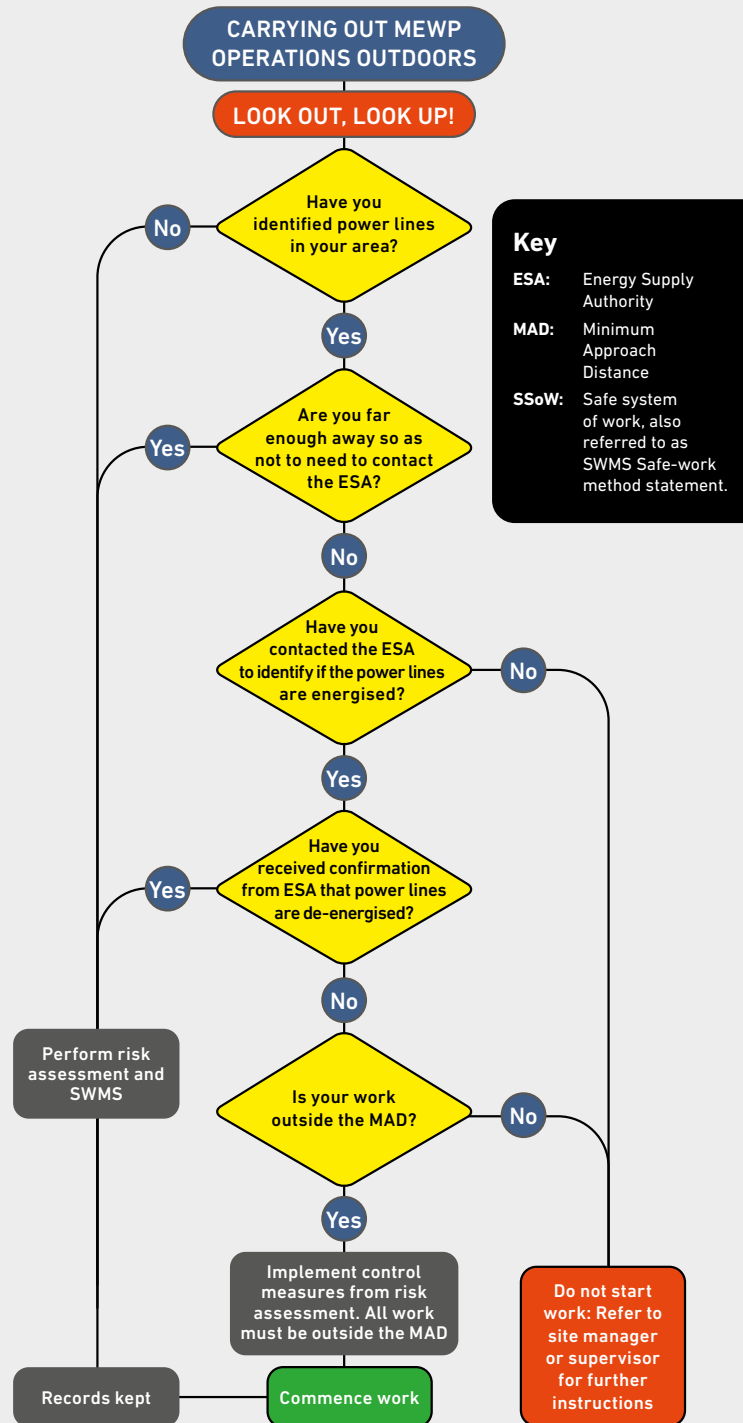 CARRYING OUT MEWP
OPERATIONS OUTDOORS
LOOK OUT, LOOK UP!
Have you
identified power lines
in your area?
No
Yes
Key
ESA: Energy Supply
Authority
MAD: Minimum
Approach
Distance
SSoW: Safe system
of work, also
referred to as
SWMS Safe-work
method statement.
Are you far
enough away so as
not to need to contact
the ESA?
Yes
No
Have you
contacted the ESA
to identify if the power lines
are energised?
No
Yes
Have you
received confirmation
from ESA that power lines
are de-energised?
Yes
No
Perform risk
assessment and
SWMS
Is your work
outside the MAD?
No
Yes
Implement control
measures from risk
assessment. All work
must be outside the MAD
Do not start
work: Refer to
site manager
or supervisor
for further
instructions
Records kept
Commence work